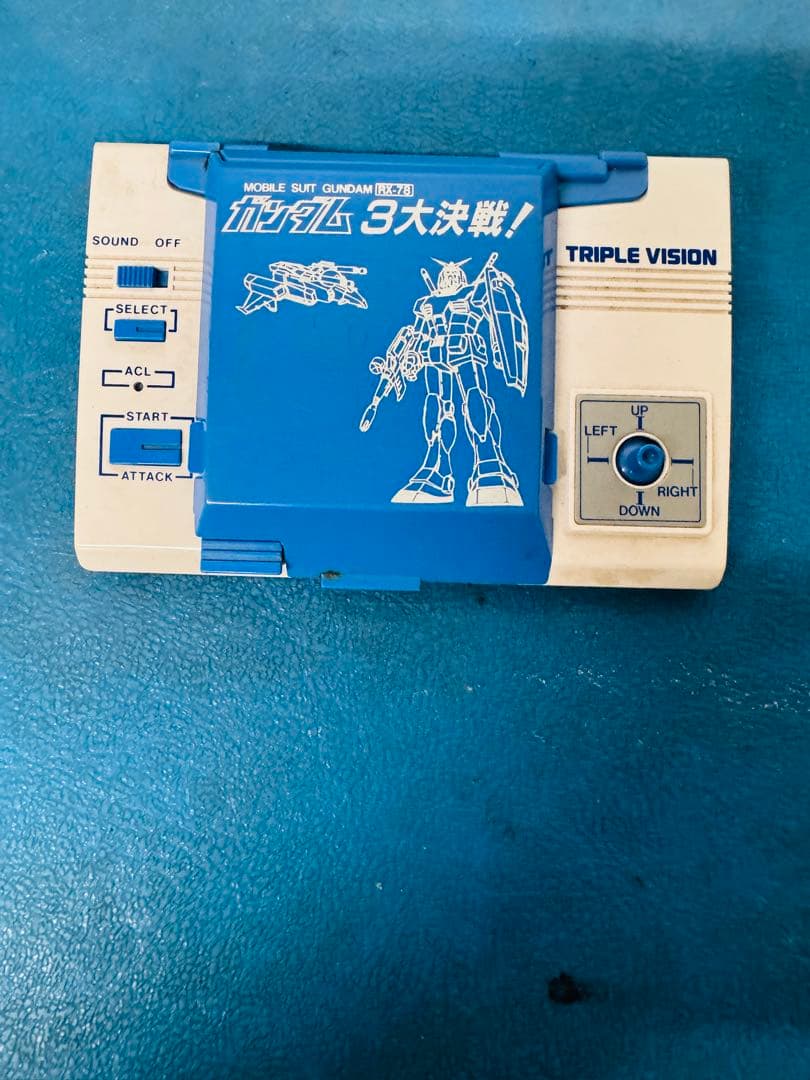 MOBILE SUIT GUNDAM RX-78
ガンダム 3大決戦!
TRIPLE VISION
SOUND OFF
SELECT
ACL
START
ATTACK
UP
LEFT
RIGHT
DOWN